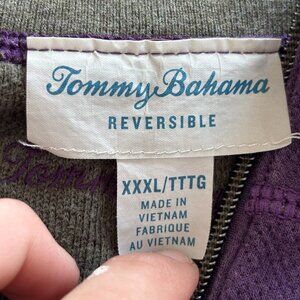 Tommy Bahama
REVERSIBLE
XXXL/TTTG
MADE IN
VIETNAM
FABRIQUE
AU VIETNAM